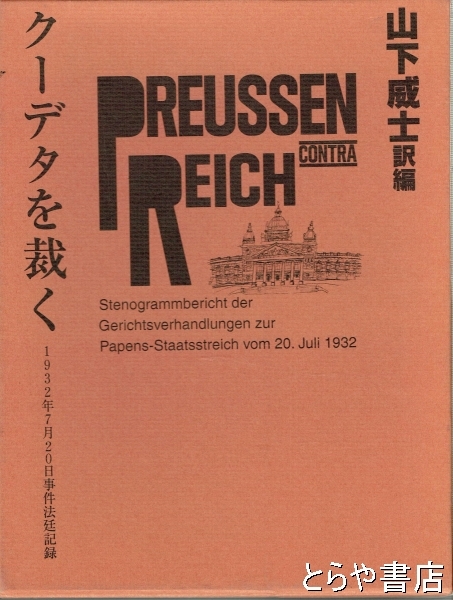 山下威士訳編
PREUSSEN
CONTRA
REICH
Stenogrammbericht der
Gerichtsverhandlungen zur
Papens-Staatsstreich vom 20. Juli 1932
クーデタを裁く
1932年7月20日事件法廷記録
とらや書店